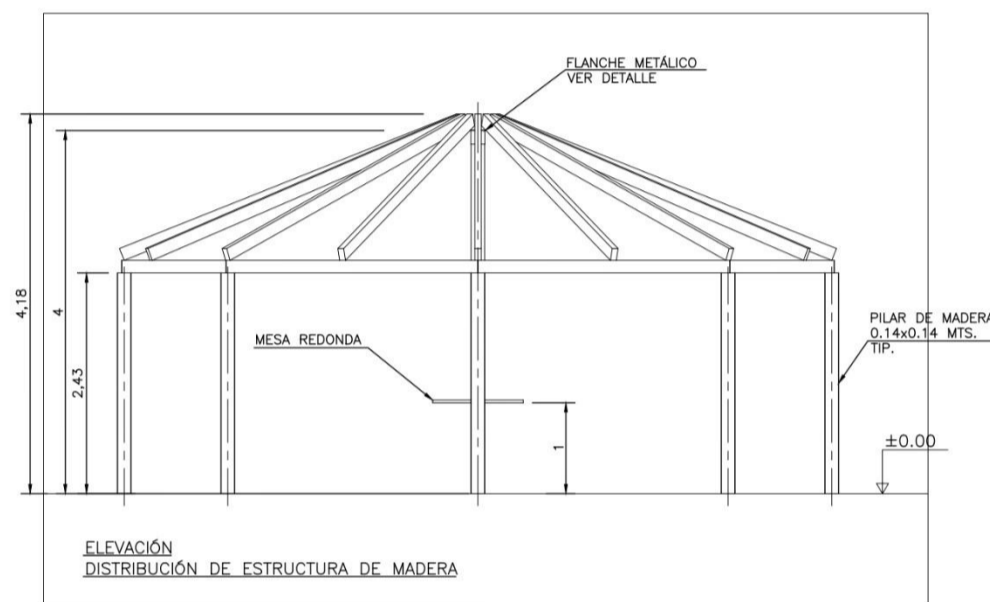 FLANCHE METÁLICO
VER DETALLE
4,18
4
2,43
MESA REDONDA
1
PILAR DE MADERA
0.14x0.14 MTS.
TIP.
±0.00
ELEVACIÓN
DISTRIBUCIÓN DE ESTRUCTURA DE MADERA